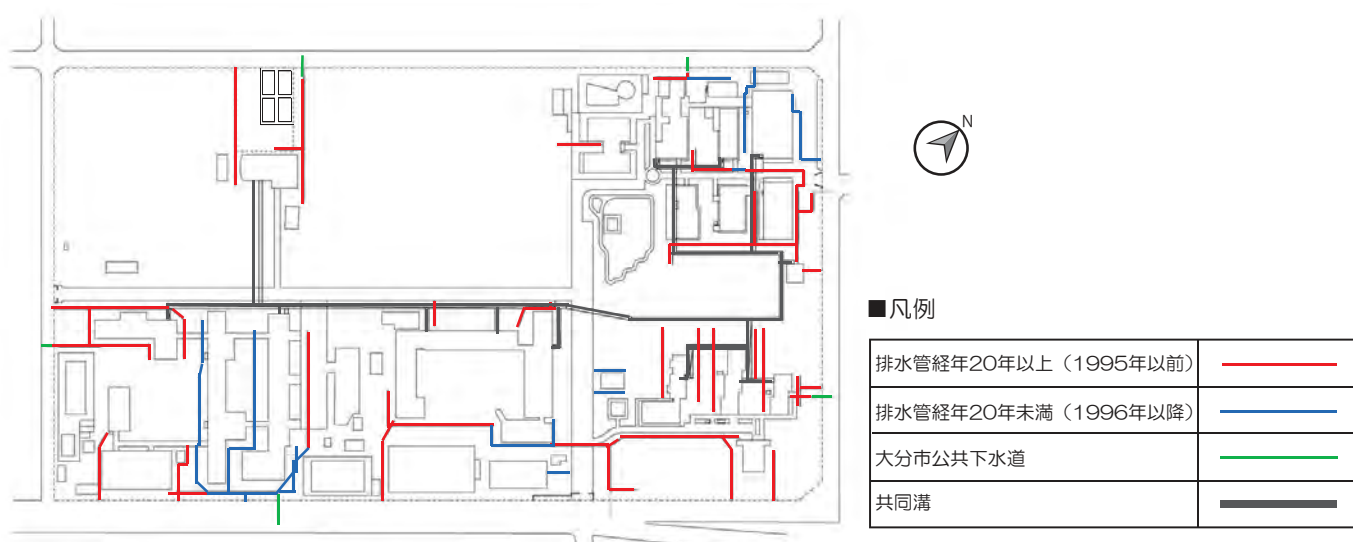 N
■凡例
排水管経年20年以上（1995年以前）
排水管経年20年未満（1996年以降）
大分市公共下水道
共同溝